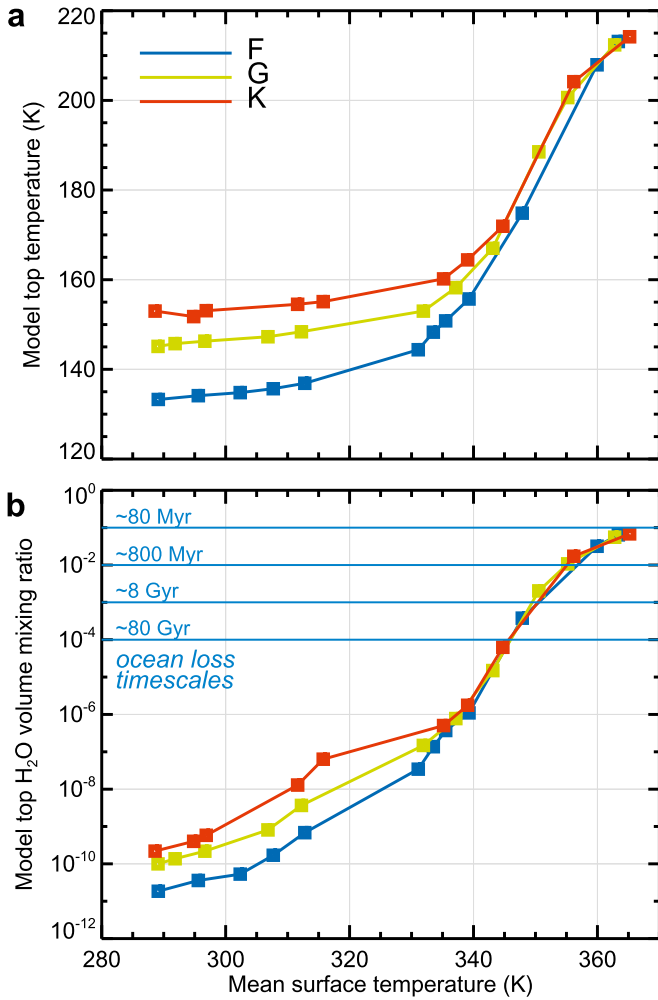 a
220
200
180
160
140
120
Model top temperature (K)
F
G
K
b
10⁰
10⁻²
10⁻⁴
10⁻⁶
10⁻⁸
10⁻¹⁰
10⁻¹²
Model top H₂O volume mixing ratio
~80 Myr
~800 Myr
~8 Gyr
~80 Gyr
ocean loss
timescales
280 300 320 340 360
Mean surface temperature (K)